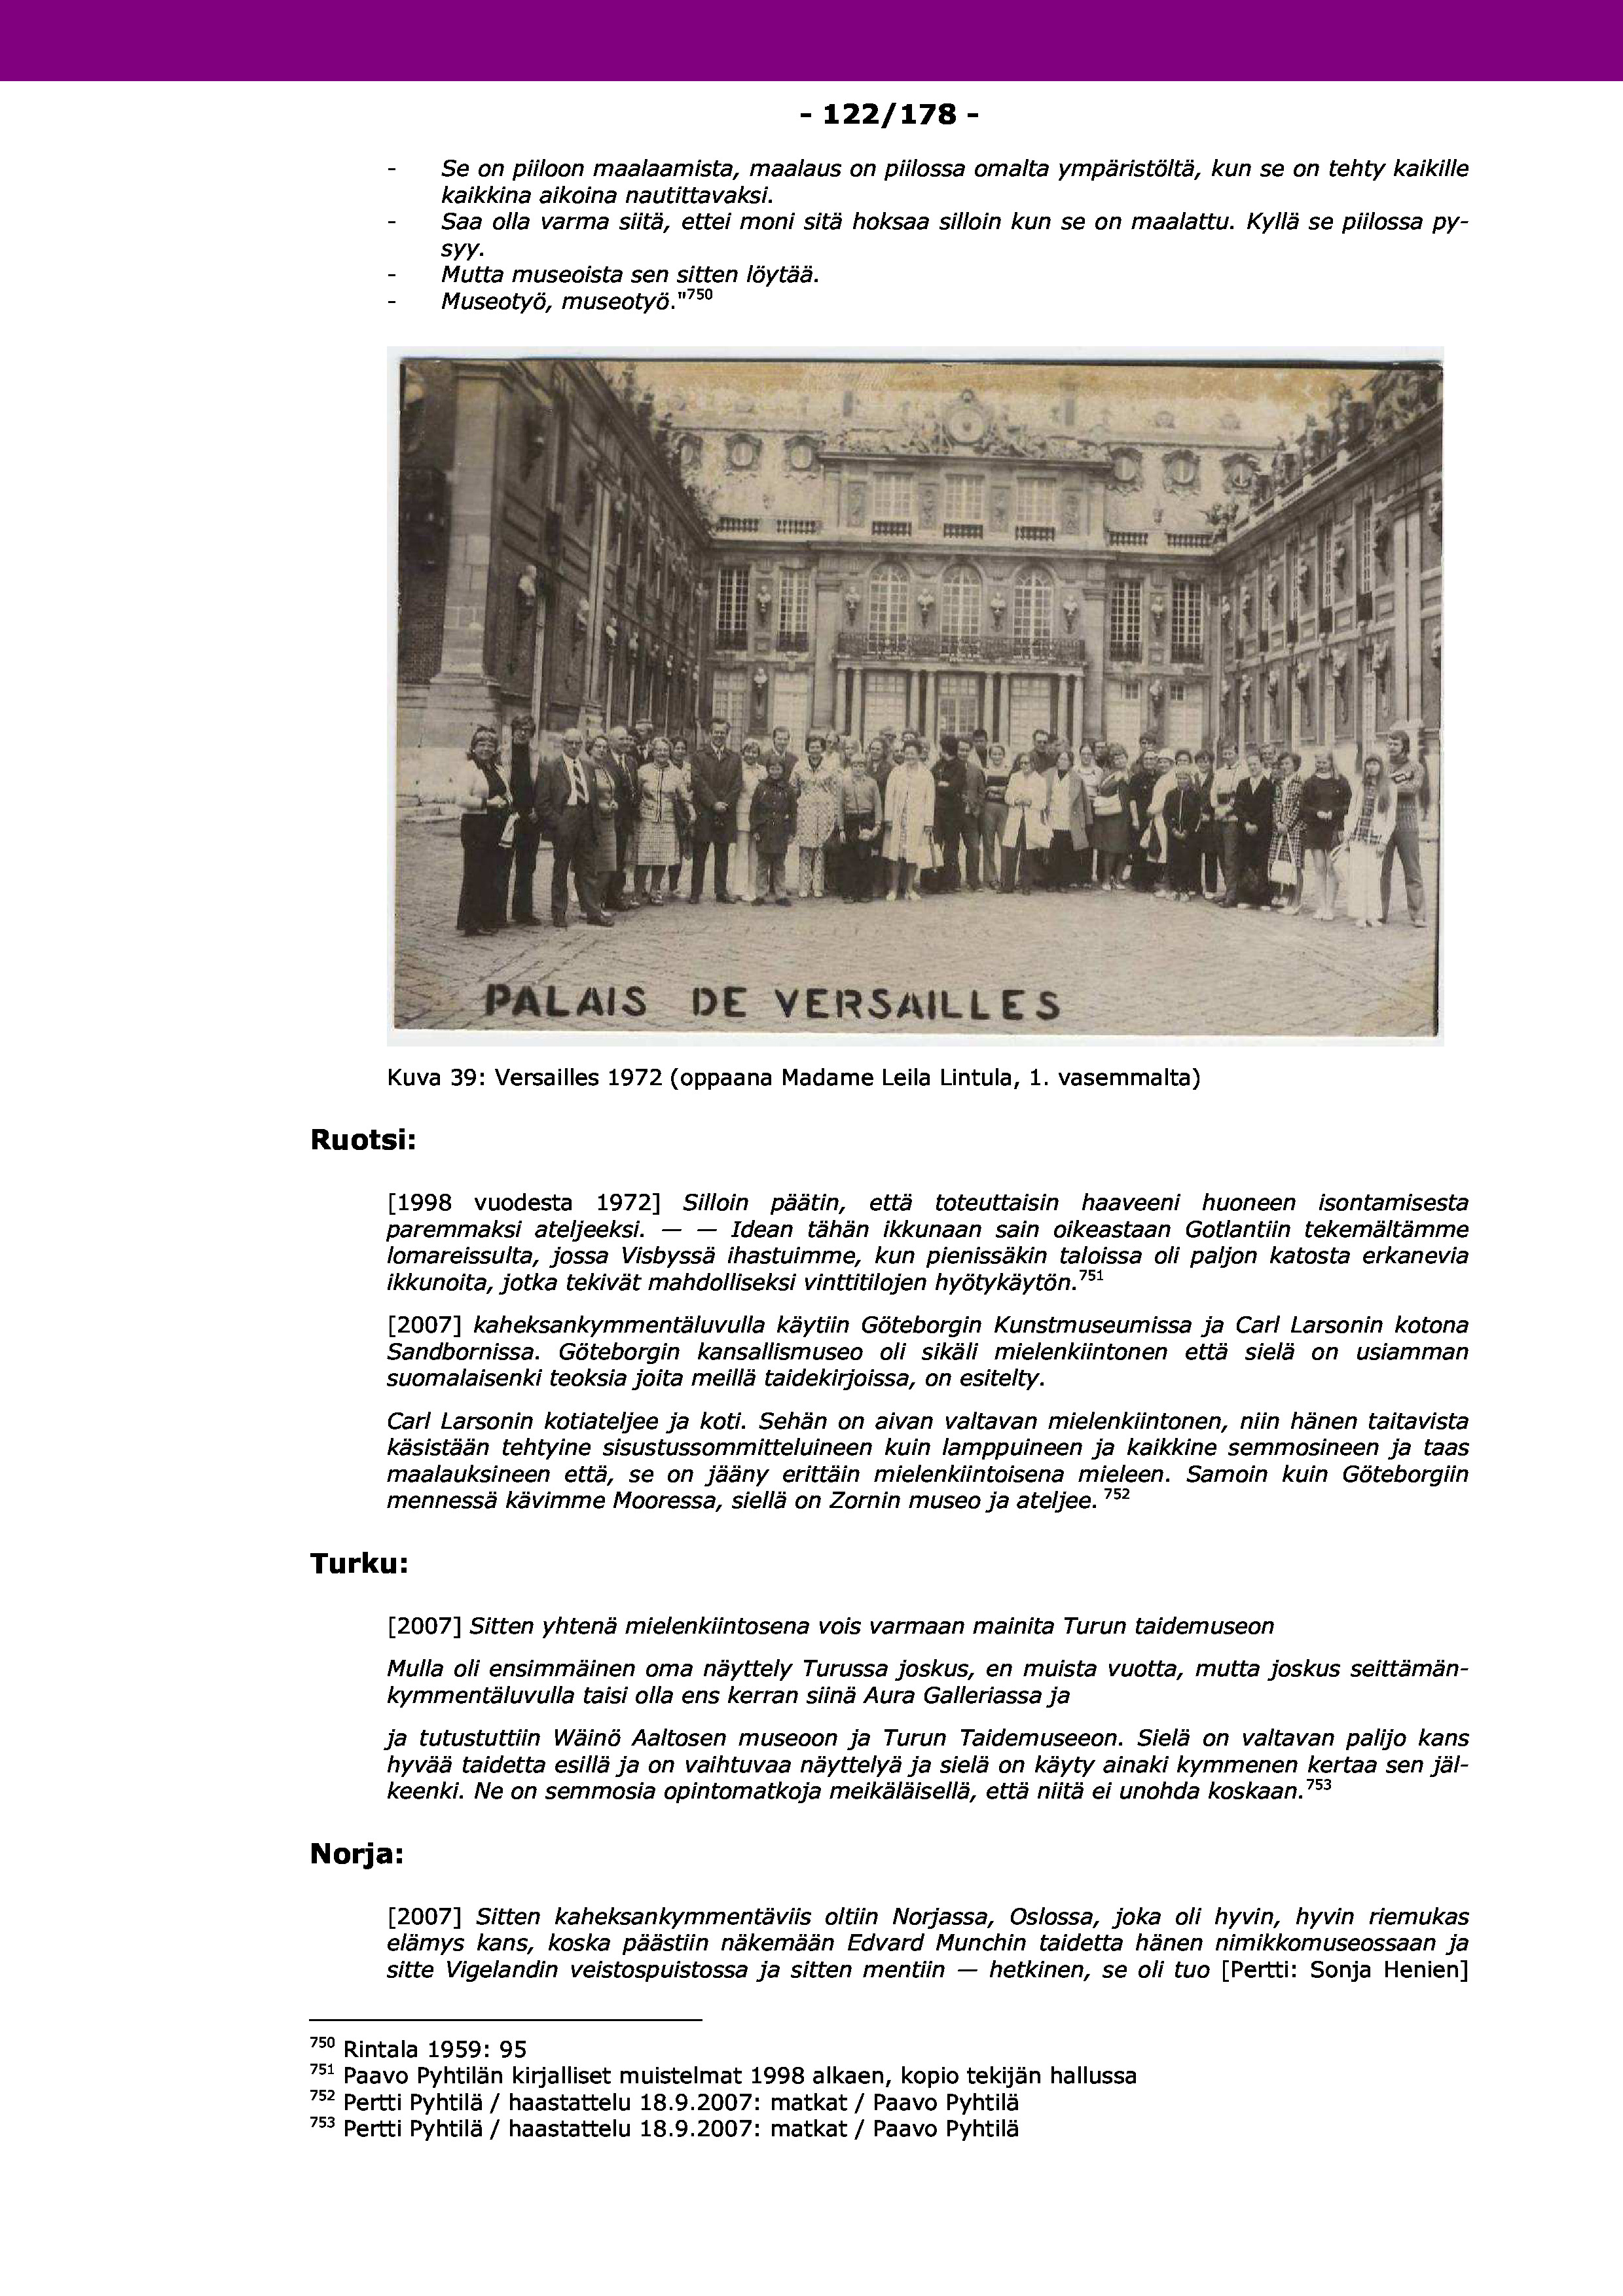 - 122/178 -
- Se on piiloon maalaamista, maalaus on piilossa omalta ympäristöltä, kun se on tehty kaikille
kaikkina aikoina nautittavaksi.
- Saa olla varma siitä, ettei moni sitä hoksaa silloin kun se on maalattu. Kyllä se piilossa py-
syy.
- Mutta museoista sen sitten löytää.
- Museotyö, museotyö."750
PALAIS DE VERSAILLES
Kuva 39: Versailles 1972 (oppaana Madame Leila Lintula, 1. vasemmalta)
Ruotsi:
[1998 vuodesta 1972] Silloin päätin, että toteuttaisin haaveeni huoneen isontamisesta
paremmaksi ateljeeksi. — — Idean tähän ikkunaan sain oikeastaan Gotlantiin tekemältämme
lomareissulta, jossa Visbyssä ihastuimme, kun pienissäkin taloissa oli paljon katosta erkanevia
ikkunoita, jotka tekivät mahdolliseksi vinttitilojen hyötykäytön.751
[2007] kaheksankymmentäluvulla käytiin Göteborgin Kunstmuseumissa ja Carl Larsonin kotona
Sandbornissa. Göteborgin kansallismuseo oli sikäli mielenkiintonen että sielä on usiamman
suomalaisenki teoksia joita meillä taidekirjoissa, on esitelty.
Carl Larsonin kotiateljee ja koti. Sehän on aivan valtavan mielenkiintonen, niin hänen taitavista
käsistään tehtyine sisustussommitteluineen kuin lamppuineen ja kaikkine semmosineen ja taas
maalauksineen että, se on jääny erittäin mielenkiintoisena mieleen. Samoin kuin Göteborgiin
mennessä kävimme Mooressa, siellä on Zornin museo ja ateljee. 752
Turku:
[2007] Sitten yhtenä mielenkiintosena vois varmaan mainita Turun taidemuseon
Mulla oli ensimmäinen oma näyttely Turussa joskus, en muista vuotta, mutta joskus seittämän-
kymmentäluvulla taisi olla ens kerran siinä Aura Galleriassa ja
ja tutustuttiin Wäinö Aaltosen museoon ja Turun Taidemuseeon. Sielä on valtavan palijo kans
hyvää taidetta esillä ja on vaihtuvaa näyttelyä ja sielä on käyty ainaki kymmenen kertaa sen jäl-
keenki. Ne on semmosia opintomatkoja meikäläisellä, että niitä ei unohda koskaan.753
Norja:
[2007] Sitten kaheksankymmentäviis oltiin Norjassa, Oslossa, joka oli hyvin, hyvin riemukas
elämys kans, koska päästiin näkemään Edvard Munchin taidetta hänen nimikkomuseossaan ja
sitte Vigelandin veistospuistossa ja sitten mentiin — hetkinen, se oli tuo [Pertti: Sonja Henien]
750 Rintala 1959: 95
751 Paavo Pyhtilän kirjalliset muistelmat 1998 alkaen, kopio tekijän hallussa
752 Pertti Pyhtilä / haastattelu 18.9.2007: matkat / Paavo Pyhtilä
753 Pertti Pyhtilä / haastattelu 18.9.2007: matkat / Paavo Pyhtilä